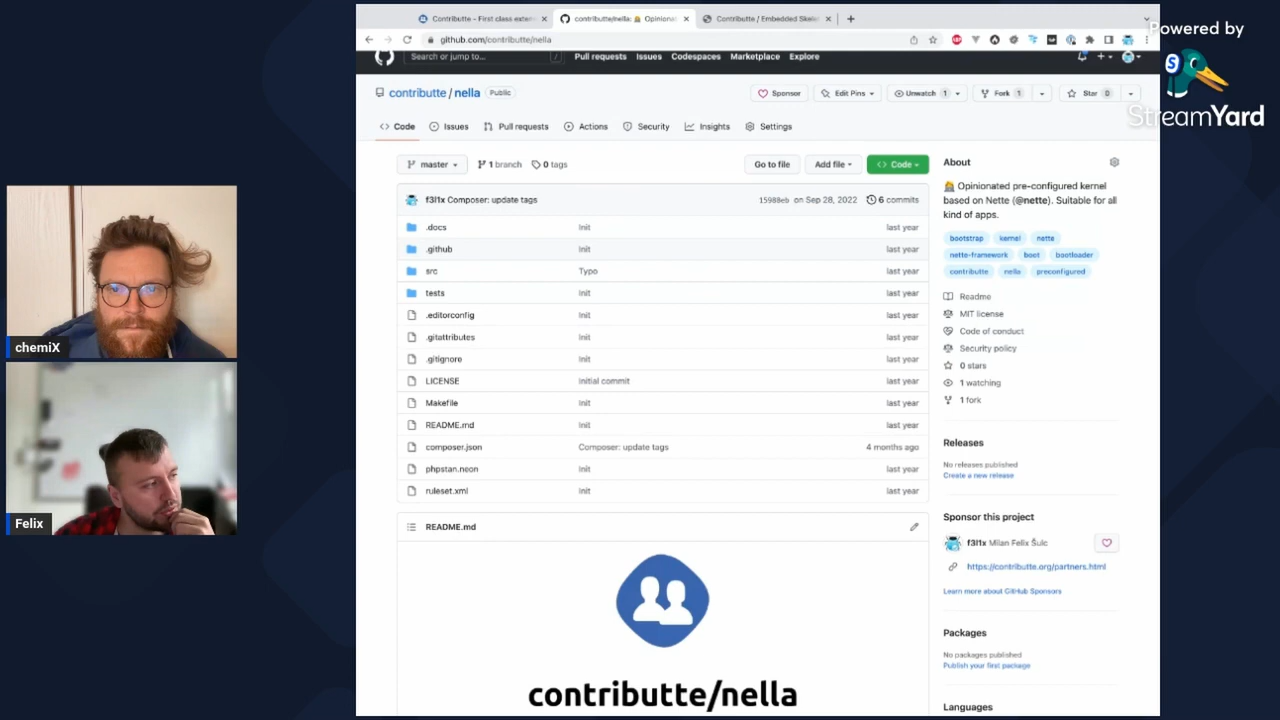 Contributte - First class exten
contributte/nella: 👷 Opinionat
Contributte / Embedded Skele
github.com/contributte/nella
Powered by
StreamYard
Search or jump to...
/
Pull requests
Issues
Codespaces
Marketplace
Explore
contributte / nella
Public
Sponsor
Edit Pins
Unwatch 1
Fork 1
Star 0
Code
Issues
Pull requests
Actions
Security
Insights
Settings
master
1 branch
0 tags
Go to file
Add file
Code
f3l1x Composer: update tags
15988eb on Sep 28, 2022
6 commits
.docs Init last year
.github Init last year
src Typo last year
tests Init last year
.editorconfig Init last year
.gitattributes Init last year
.gitignore Init last year
LICENSE Initial commit last year
Makefile Init last year
README.md Init last year
composer.json Composer: update tags 4 months ago
phpstan.neon Init last year
ruleset.xml Init last year
README.md
contributte/nella
About
Opinionated pre-configured kernel
based on Nette (@nette). Suitable for all
kind of apps.
bootstrap kernel nette
nette-framework boot bootloader
contributte nella preconfigured
Readme
MIT license
Code of conduct
Security policy
0 stars
1 watching
1 fork
Releases
No releases published
Create a new release
Sponsor this project
f3l1x Milan Felix Šulc
https://contributte.org/partners.html
Learn more about GitHub Sponsors
Packages
No packages published
Publish your first package
Languages
chemiX
Felix